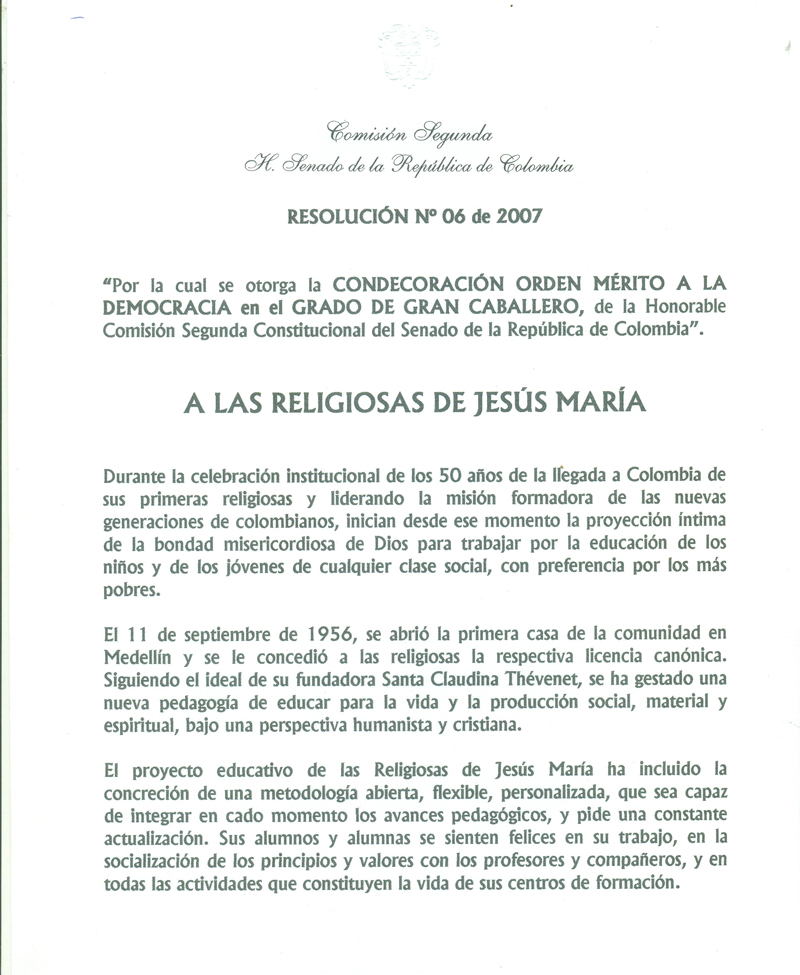 Comisión Segunda
H. Senado de la República de Colombia
RESOLUCIÓN Nº 06 de 2007
“Por la cual se otorga la CONDECORACIÓN ORDEN MÉRITO A LA
DEMOCRACIA en el GRADO DE GRAN CABALLERO, de la Honorable
Comisión Segunda Constitucional del Senado de la República de Colombia”.
A LAS RELIGIOSAS DE JESÚS MARÍA
Durante la celebración institucional de los 50 años de la llegada a Colombia de
sus primeras religiosas y liderando la misión formadora de las nuevas
generaciones de colombianos, inician desde ese momento la proyección íntima
de la bondad misericordiosa de Dios para trabajar por la educación de los
niños y de los jóvenes de cualquier clase social, con preferencia por los más
pobres.
El 11 de septiembre de 1956, se abrió la primera casa de la comunidad en
Medellín y se le concedió a las religiosas la respectiva licencia canónica.
Siguiendo el ideal de su fundadora Santa Claudina Thévenet, se ha gestado una
nueva pedagogía de educar para la vida y la producción social, material y
espiritual, bajo una perspectiva humanista y cristiana.
El proyecto educativo de las Religiosas de Jesús María ha incluido la
concreción de una metodología abierta, flexible, personalizada, que sea capaz
de integrar en cado momento los avances pedagógicos, y pide una constante
actualización. Sus alumnos y alumnas se sienten felices en su trabajo, en la
socialización de los principios y valores con los profesores y compañeros, y en
todas las actividades que constituyen la vida de sus centros de formación.